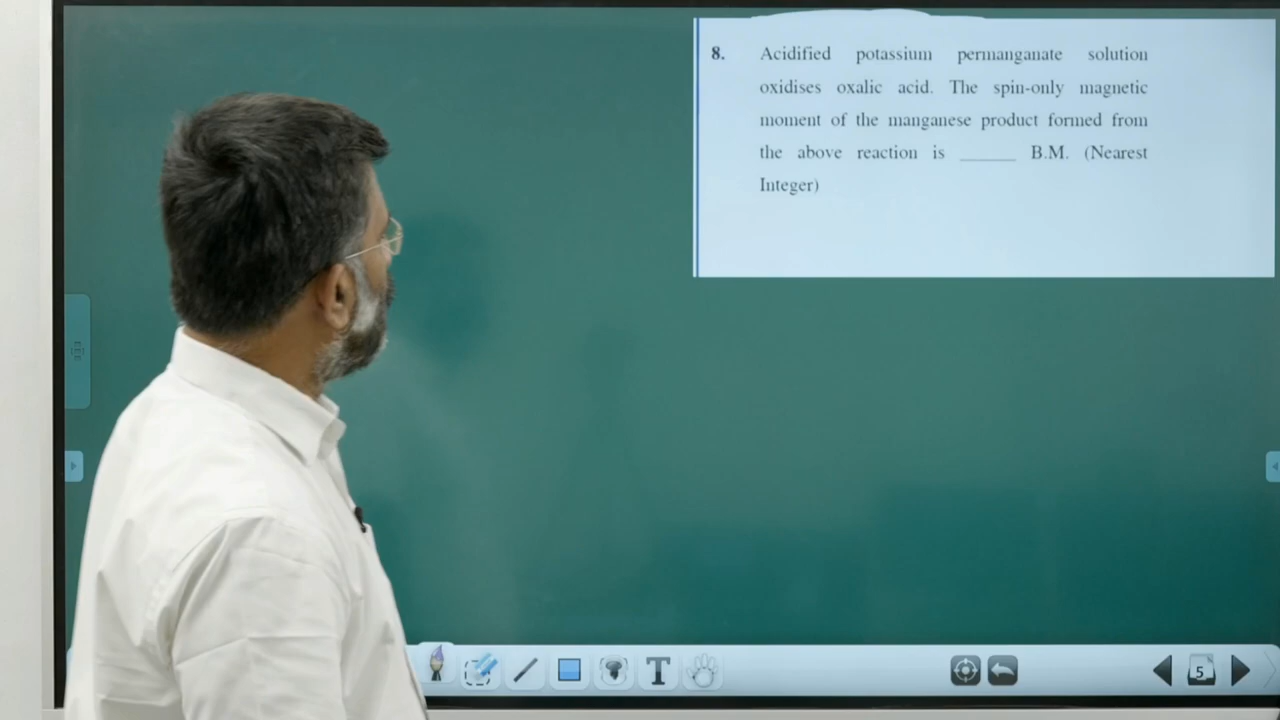 8. Acidified potassium permanganate solution
oxidises oxalic acid. The spin-only magnetic
moment of the manganese product formed from
the above reaction is ______ B.M. (Nearest
Integer)
T
5